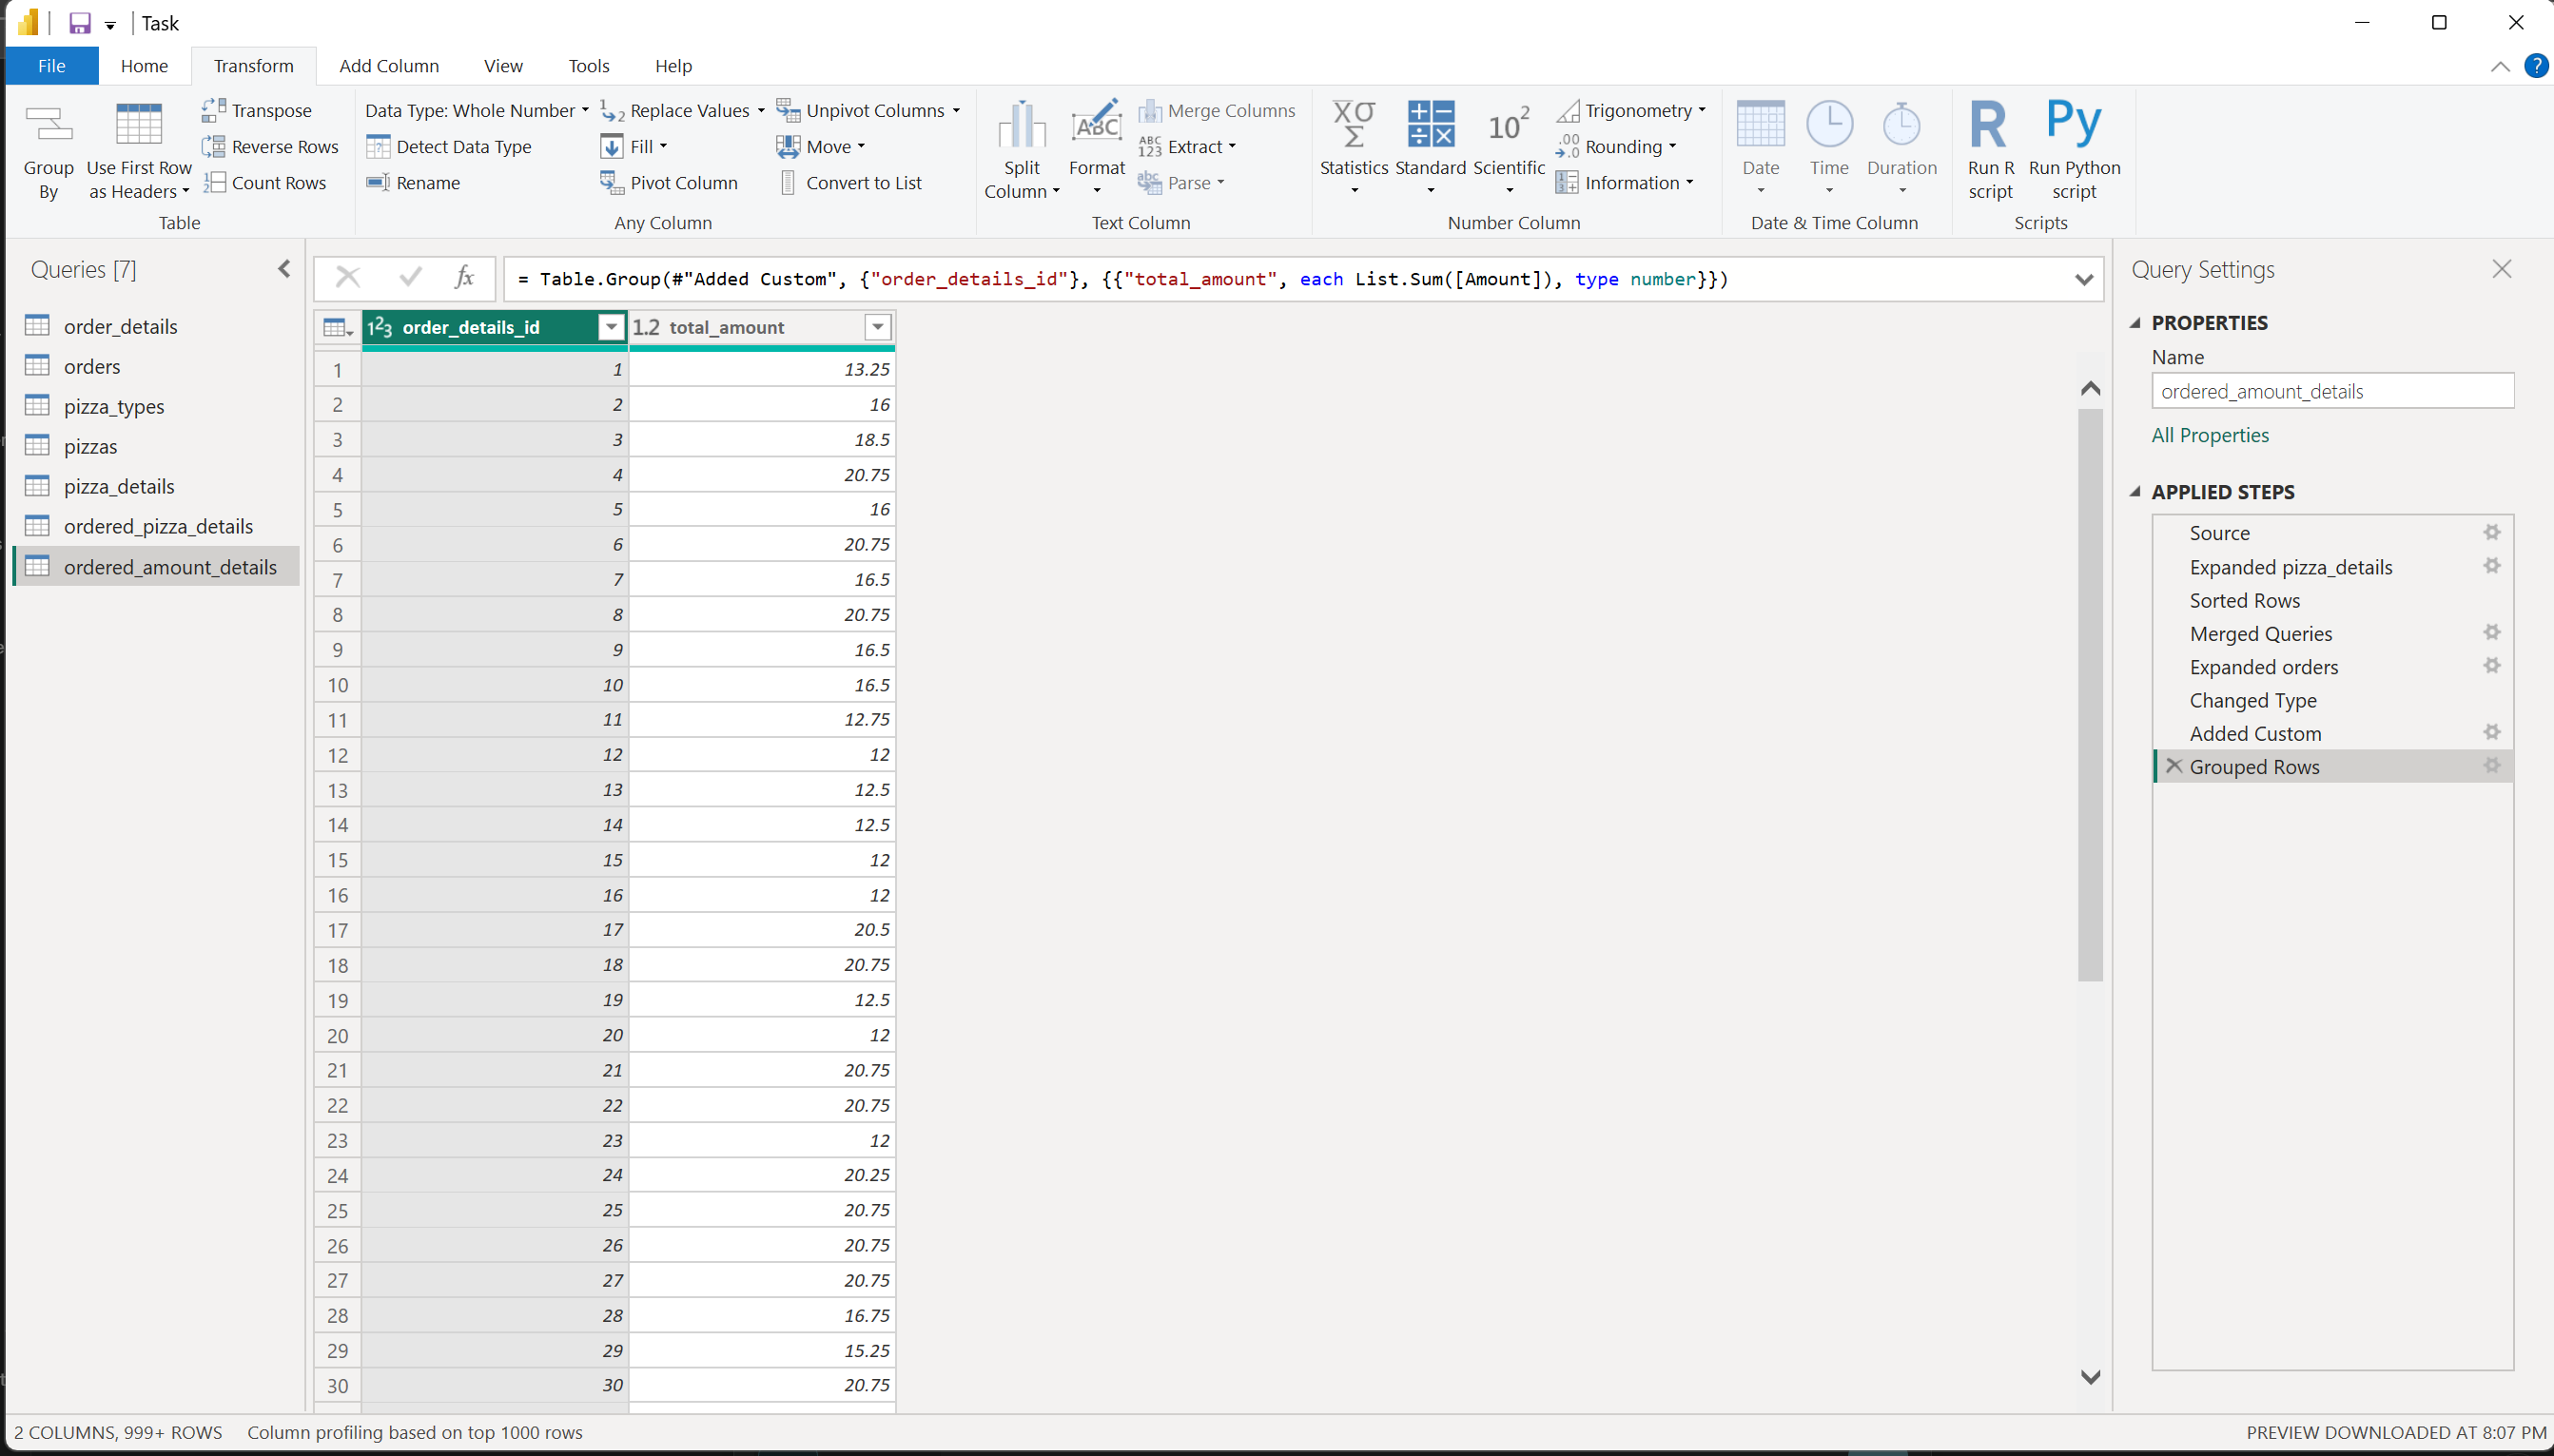 Task
File Home Transform Add Column View Tools Help
Group By
Use First Row as Headers
Transpose
Reverse Rows
Count Rows
Table
Data Type: Whole Number
Detect Data Type
Rename
Replace Values
Fill
Pivot Column
Unpivot Columns
Move
Convert to List
Any Column
Split Column
Format
Merge Columns
Extract
Parse
Text Column
Statistics
Standard
Scientific
Trigonometry
Rounding
Information
Number Column
Date
Time
Duration
Date & Time Column
Run R script
Run Python script
Scripts
Queries [7]
order_details
orders
pizza_types
pizzas
pizza_details
ordered_pizza_details
ordered_amount_details
= Table.Group(#"Added Custom", {"order_details_id"}, {{"total_amount", each List.Sum([Amount]), type number}})
order_details_id 1.2 total_amount
1 1 13.25
2 2 16
3 3 18.5
4 4 20.75
5 5 16
6 6 20.75
7 7 16.5
8 8 20.75
9 9 16.5
10 10 16.5
11 11 12.75
12 12 12
13 13 12.5
14 14 12.5
15 15 12
16 16 12
17 17 20.5
18 18 20.75
19 19 12.5
20 20 12
21 21 20.75
22 22 20.75
23 23 12
24 24 20.25
25 25 20.75
26 26 20.75
27 27 20.75
28 28 16.75
29 29 15.25
30 30 20.75
Query Settings
PROPERTIES
Name
ordered_amount_details
All Properties
APPLIED STEPS
Source
Expanded pizza_details
Sorted Rows
Merged Queries
Expanded orders
Changed Type
Added Custom
Grouped Rows
2 COLUMNS, 999+ ROWS Column profiling based on top 1000 rows
PREVIEW DOWNLOADED AT 8:07 PM